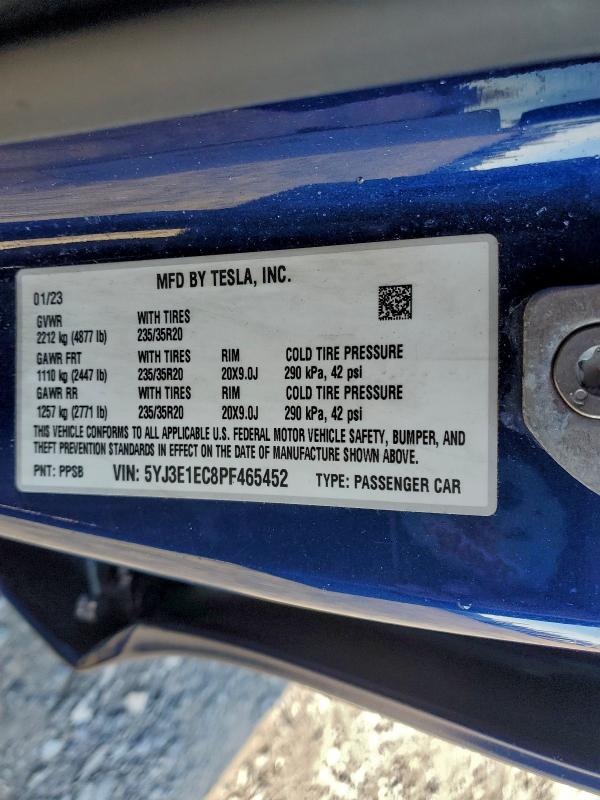 MFD BY TESLA, INC.
01/23
GVWR WITH TIRES
2212 kg (4877 lb) 235/35R20
GAWR FRT WITH TIRES RIM COLD TIRE PRESSURE
1110 kg (2447 lb) 235/35R20 20X9.0J 290 kPa, 42 psi
GAWR RR WITH TIRES RIM COLD TIRE PRESSURE
1257 kg (2771 lb) 235/35R20 20X9.0J 290 kPa, 42 psi
THIS VEHICLE CONFORMS TO ALL APPLICABLE U.S. FEDERAL MOTOR VEHICLE SAFETY, BUMPER, AND
THEFT PREVENTION STANDARDS IN EFFECT ON THE DATE OF MANUFACTURE SHOWN ABOVE.
PNT: PPSB VIN: 5YJ3E1EC8PF465452 TYPE: PASSENGER CAR